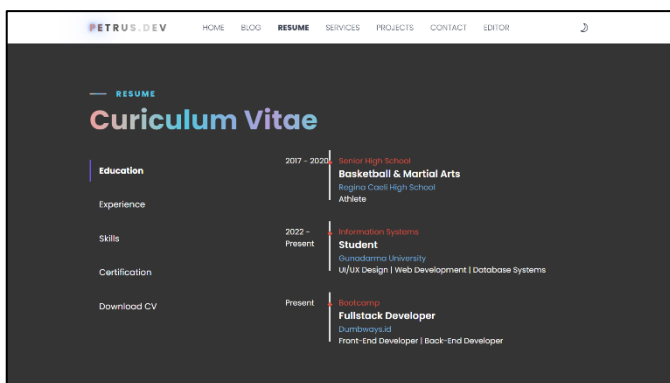 PETRUS.DEV HOME BLOG RESUME SERVICES PROJECTS CONTACT EDITOR
RESUME
Curiculum Vitae
Education
Experience
Skills
Certification
Download CV
2017 - 2020
Senior High School
Basketball & Martial Arts
Regina Caeli High School
Athlete
2022 -
Present
Information Systems
Student
Gunadarma University
UI/UX Design | Web Development | Database Systems
Present
Bootcamp
Fullstack Developer
Dumbways.id
Front-End Developer | Back-End Developer